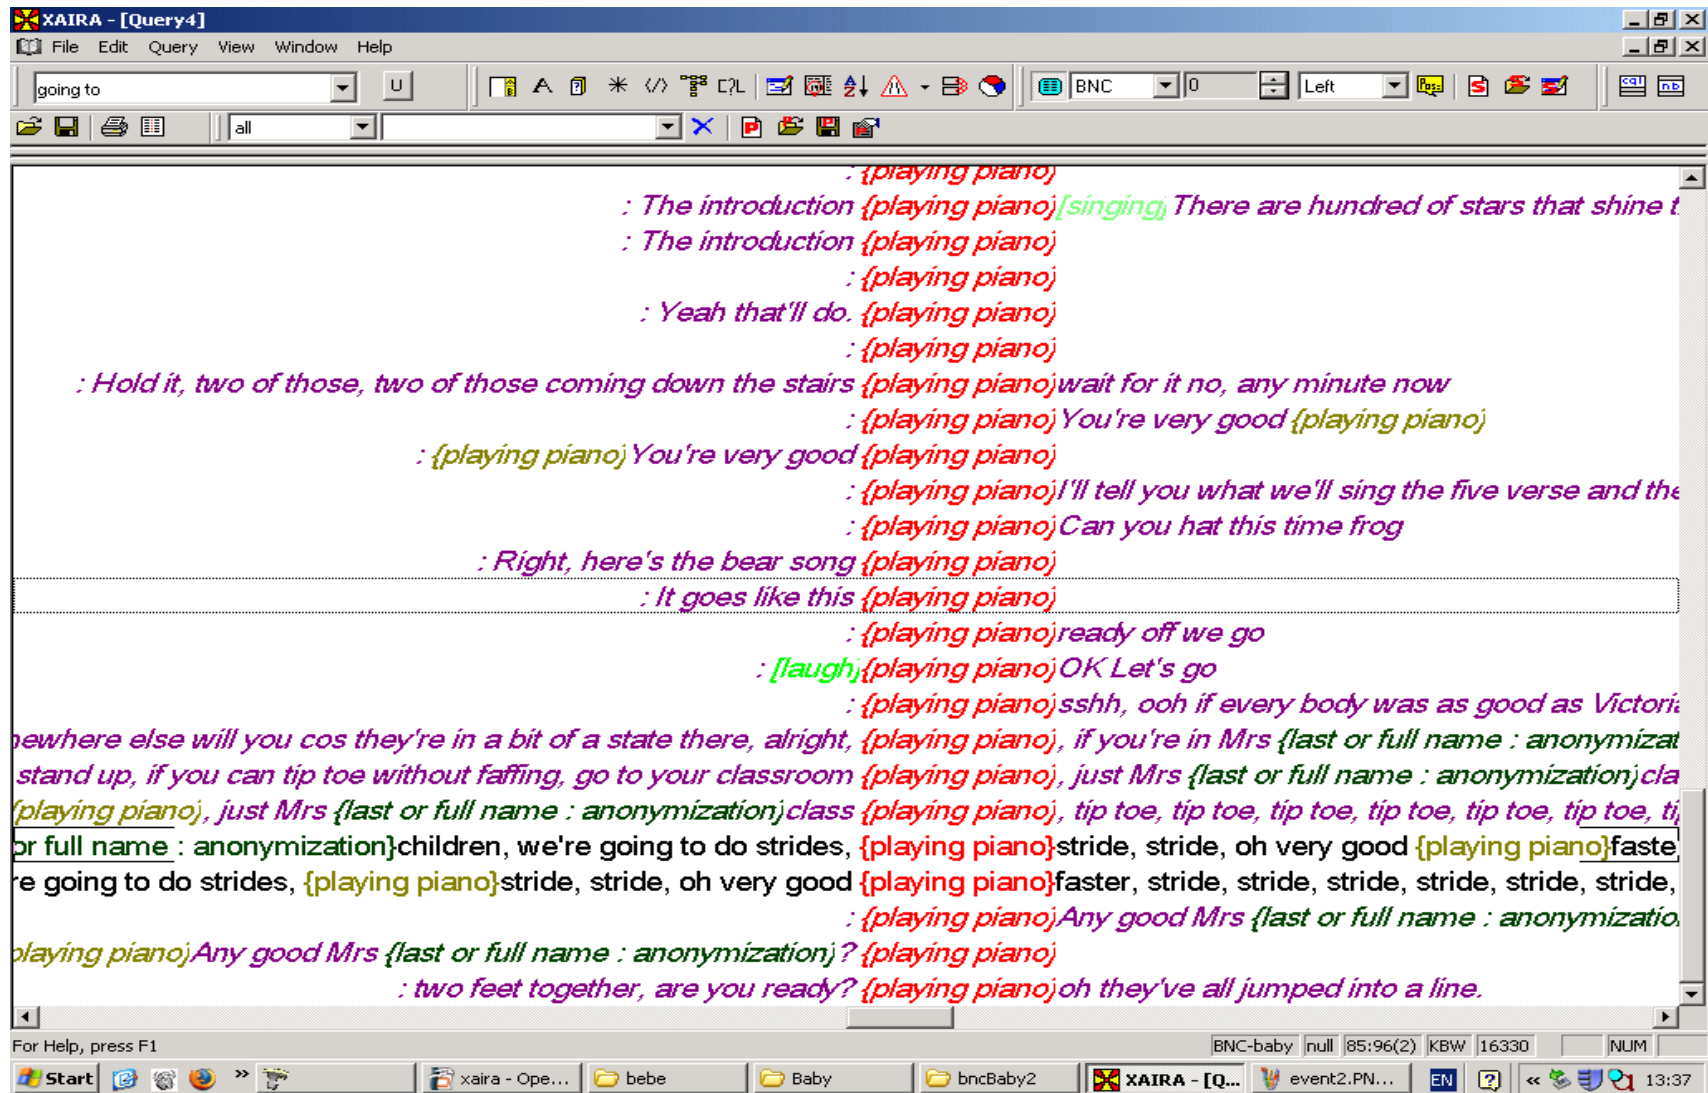 XAIRA - [Query4]
File Edit Query View Window Help
going to U BNC 0 Left
all
: {playing piano}
: The introduction {playing piano}[singing] There are hundred of stars that shine t
: The introduction {playing piano}
: {playing piano}
: Yeah that'll do. {playing piano}
: {playing piano}
: Hold it, two of those, two of those coming down the stairs {playing piano}wait for it no, any minute now
: {playing piano}You're very good {playing piano}
: {playing piano}You're very good {playing piano}
: {playing piano}I'll tell you what we'll sing the five verse and the
: {playing piano}Can you hat this time frog
: Right, here's the bear song {playing piano}
: It goes like this {playing piano}
: {playing piano}ready off we go
: [laugh]{playing piano}OK Let's go
: {playing piano}sshh, ooh if every body was as good as Victoria
ewhere else will you cos they're in a bit of a state there, alright, {playing piano}, if you're in Mrs {last or full name : anonymizat
stand up, if you can tip toe without faffing, go to your classroom {playing piano}, just Mrs {last or full name : anonymization}cla
{playing piano}, just Mrs {last or full name : anonymization}class {playing piano}, tip toe, tip toe, tip toe, tip toe, tip toe, tip toe, ti
or full name : anonymization}children, we're going to do strides, {playing piano}stride, stride, oh very good {playing piano}faste
re going to do strides, {playing piano}stride, stride, oh very good {playing piano}faster, stride, stride, stride, stride, stride, stride,
: {playing piano}Any good Mrs {last or full name : anonymizatio
playing piano}Any good Mrs {last or full name : anonymization}? {playing piano}
: two feet together, are you ready? {playing piano}oh they've all jumped into a line.
For Help, press F1 BNC-baby null 85:96(2) KBW 16330 NUM
Start » xaira - Ope... bebe Baby bncBaby2 XAIRA - [Q... event2.PN... EN « 13:37